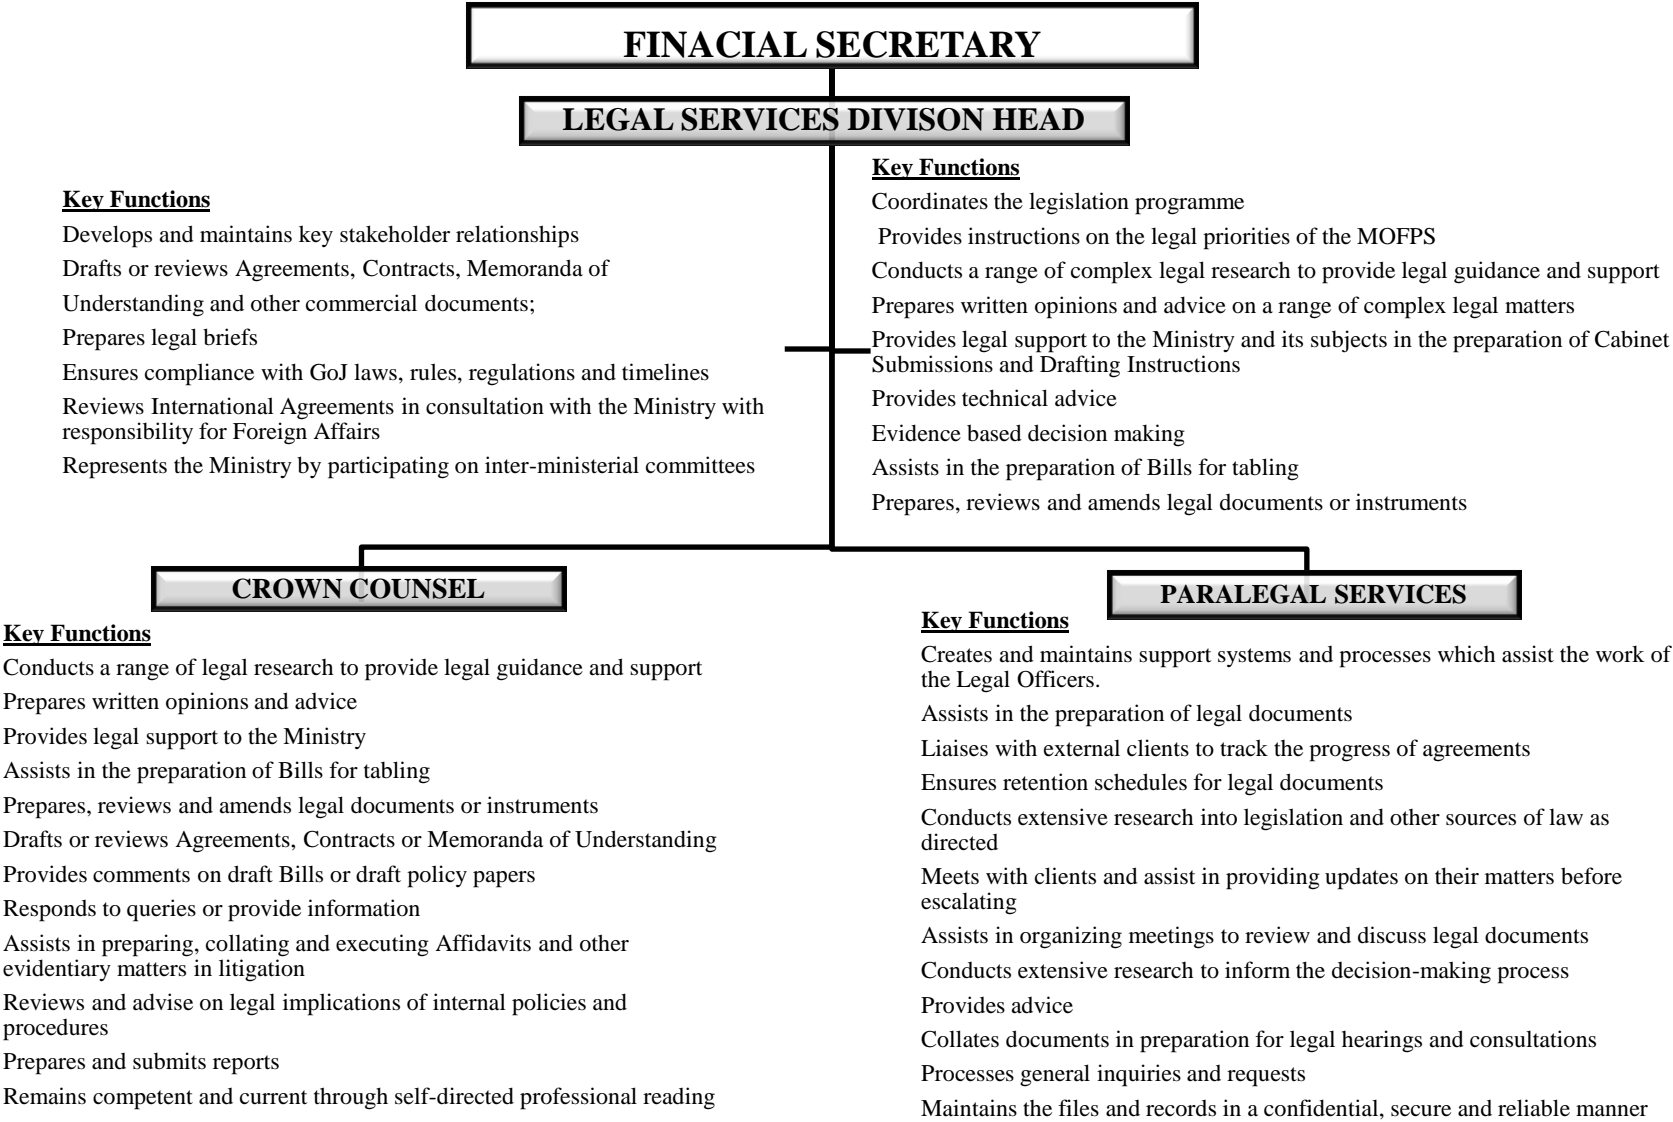 FINACIAL SECRETARY
LEGAL SERVICES DIVISON HEAD
Key Functions
Develops and maintains key stakeholder relationships
Drafts or reviews Agreements, Contracts, Memoranda of
Understanding and other commercial documents;
Prepares legal briefs
Ensures compliance with GoJ laws, rules, regulations and timelines
Reviews International Agreements in consultation with the Ministry with
responsibility for Foreign Affairs
Represents the Ministry by participating on inter-ministerial committees
Key Functions
Coordinates the legislation programme
Provides instructions on the legal priorities of the MOFPS
Conducts a range of complex legal research to provide legal guidance and support
Prepares written opinions and advice on a range of complex legal matters
Provides legal support to the Ministry and its subjects in the preparation of Cabinet
Submissions and Drafting Instructions
Provides technical advice
Evidence based decision making
Assists in the preparation of Bills for tabling
Prepares, reviews and amends legal documents or instruments
CROWN COUNSEL
Key Functions
Conducts a range of legal research to provide legal guidance and support
Prepares written opinions and advice
Provides legal support to the Ministry
Assists in the preparation of Bills for tabling
Prepares, reviews and amends legal documents or instruments
Drafts or reviews Agreements, Contracts or Memoranda of Understanding
Provides comments on draft Bills or draft policy papers
Responds to queries or provide information
Assists in preparing, collating and executing Affidavits and other
evidentiary matters in litigation
Reviews and advise on legal implications of internal policies and
procedures
Prepares and submits reports
Remains competent and current through self-directed professional reading
PARALEGAL SERVICES
Key Functions
Creates and maintains support systems and processes which assist the work of
the Legal Officers.
Assists in the preparation of legal documents
Liaises with external clients to track the progress of agreements
Ensures retention schedules for legal documents
Conducts extensive research into legislation and other sources of law as
directed
Meets with clients and assist in providing updates on their matters before
escalating
Assists in organizing meetings to review and discuss legal documents
Conducts extensive research to inform the decision-making process
Provides advice
Collates documents in preparation for legal hearings and consultations
Processes general inquiries and requests
Maintains the files and records in a confidential, secure and reliable manner